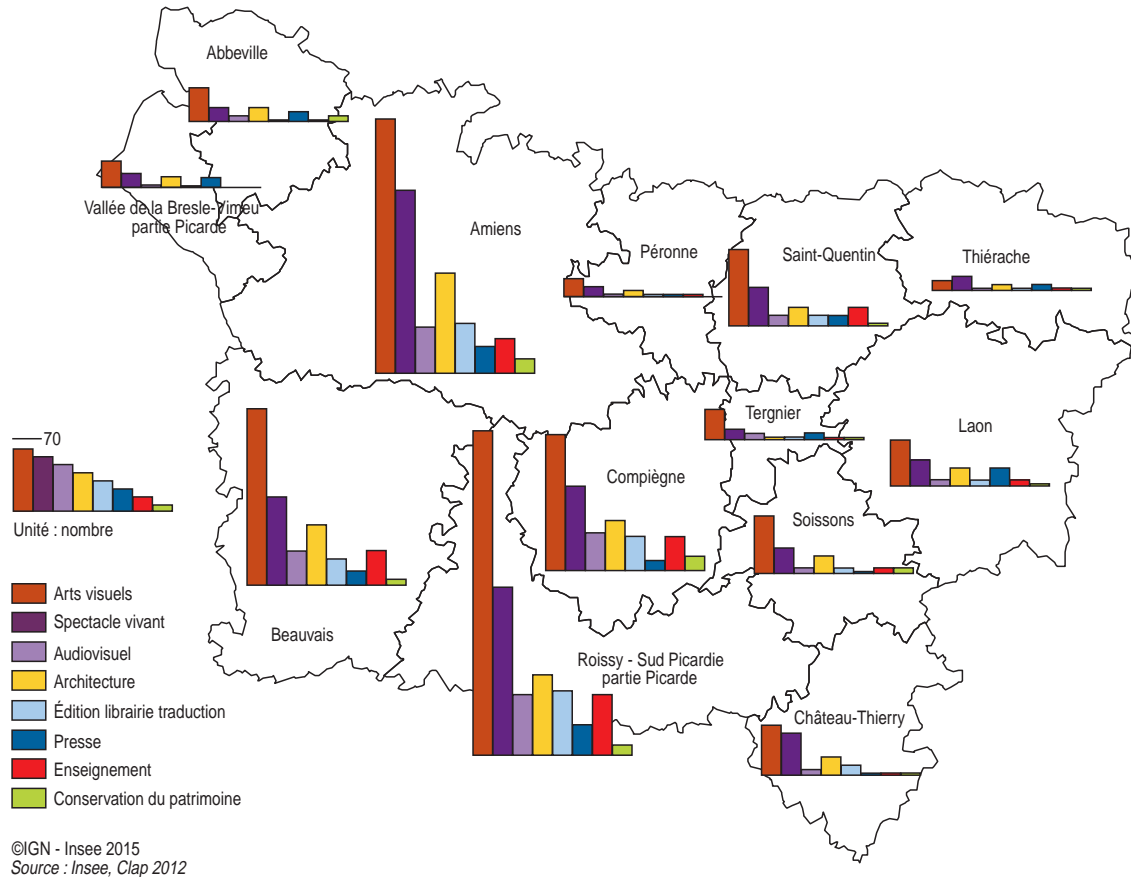 Abbeville
Vallée de la Bresle-Vimeu
partie Picarde
Amiens
Péronne
Saint-Quentin
Thiérache
Tergnier
Laon
70
Unité : nombre
Compiègne
Soissons
Beauvais
Roissy - Sud Picardie
partie Picarde
Château-Thierry
Arts visuels
Spectacle vivant
Audiovisuel
Architecture
Édition librairie traduction
Presse
Enseignement
Conservation du patrimoine
©IGN - Insee 2015
Source : Insee, Clap 2012